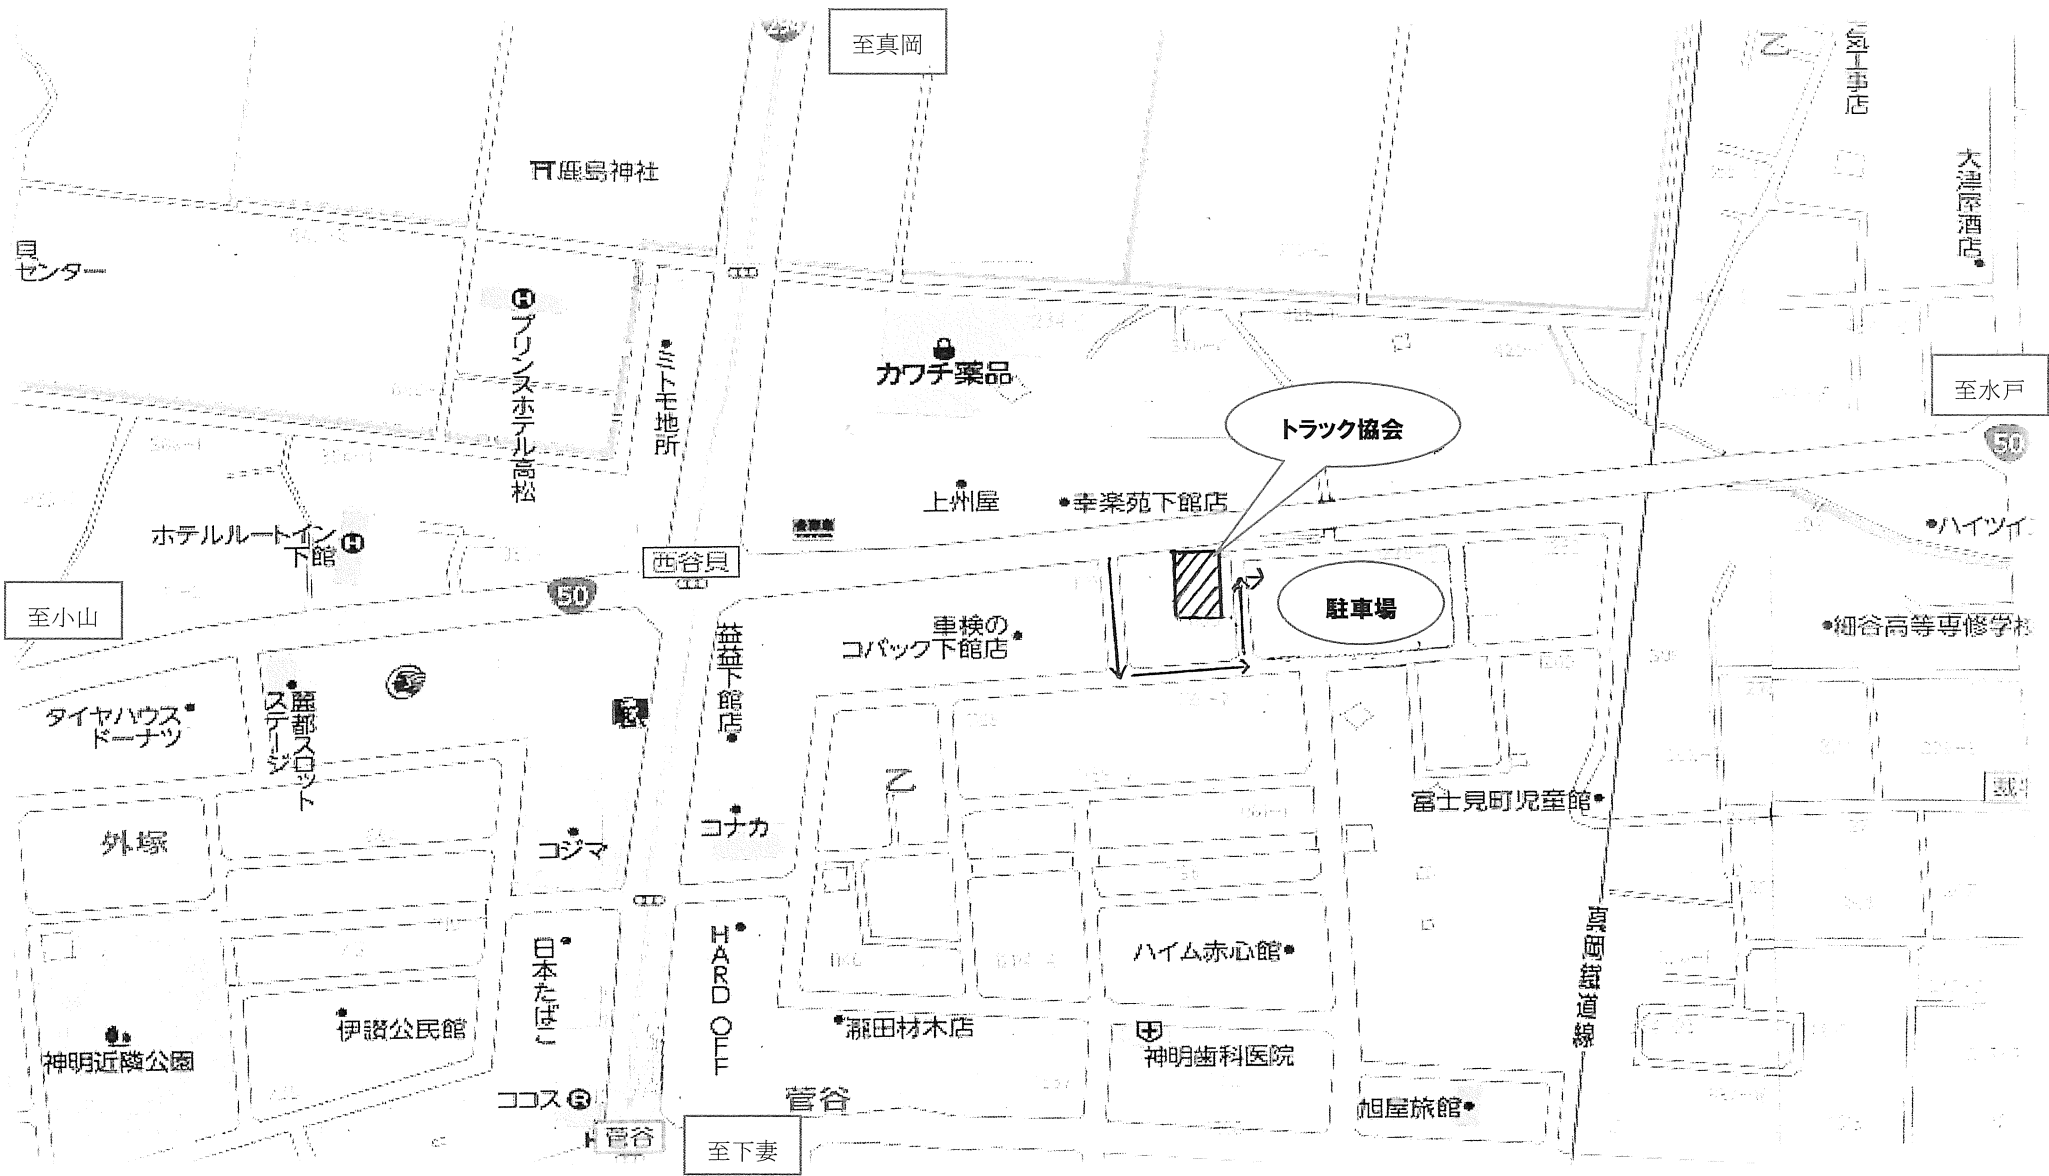 至真岡
乙
大津屋酒店
鹿島神社
貝
センター
プリンスホテル高松
ミトモ地所
カワチ薬品
至水戸
50
トラック協会
上州屋
幸楽苑下館店
ハイツイ
ホテルルートイン
下館
西谷貝
50
至小山
駐車場
車検の
コバック下館店
益益下館店
細谷高等専修学校
タイヤハウス
ドーナツ
麗都スロット
ステージ
乙
コナカ
富士見町児童館
外塚
コジマ
真岡鐵道線
日本たばこ
HARD OFF
ハイム赤心館
伊讃公民館
瀧田材木店
神明近隣公園
神明歯科医院
ココス
菅谷
旭屋旅館
菅谷
至下妻